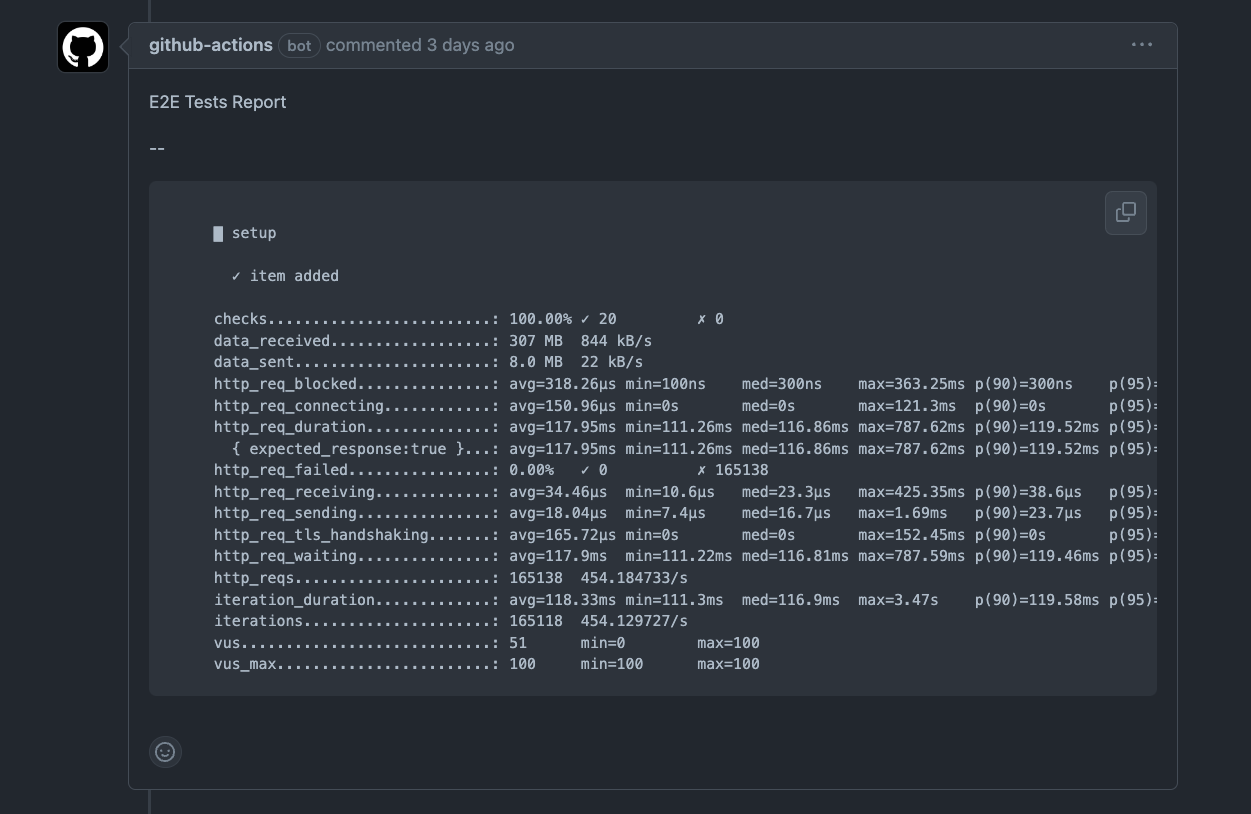 github-actions bot commented 3 days ago
E2E Tests Report
--
█ setup
✓ item added
checks.........................: 100.00% ✓ 20         ✗ 0
data_received..................: 307 MB  844 kB/s
data_sent......................: 8.0 MB  22 kB/s
http_req_blocked...............: avg=318.26µs min=100ns    med=300ns    max=363.25ms p(90)=300ns    p(95)=
http_req_connecting............: avg=150.96µs min=0s       med=0s       max=121.3ms  p(90)=0s       p(95)=
http_req_duration..............: avg=117.95ms min=111.26ms med=116.86ms max=787.62ms p(90)=119.52ms p(95)=
{ expected_response:true }...: avg=117.95ms min=111.26ms med=116.86ms max=787.62ms p(90)=119.52ms p(95)=
http_req_failed................: 0.00%   ✓ 0          ✗ 165138
http_req_receiving.............: avg=34.46µs  min=10.6µs   med=23.3µs   max=425.35ms p(90)=38.6µs   p(95)=
http_req_sending...............: avg=18.04µs  min=7.4µs    med=16.7µs   max=1.69ms   p(90)=23.7µs   p(95)=
http_req_tls_handshaking.......: avg=165.72µs min=0s       med=0s       max=152.45ms p(90)=0s       p(95)=
http_req_waiting...............: avg=117.9ms  min=111.22ms med=116.81ms max=787.59ms p(90)=119.46ms p(95)=
http_reqs......................: 165138  454.184733/s
iteration_duration.............: avg=118.33ms min=111.3ms  med=116.9ms  max=3.47s    p(90)=119.58ms p(95)=
iterations.....................: 165118  454.129727/s
vus............................: 51      min=0        max=100
vus_max........................: 100     min=100      max=100